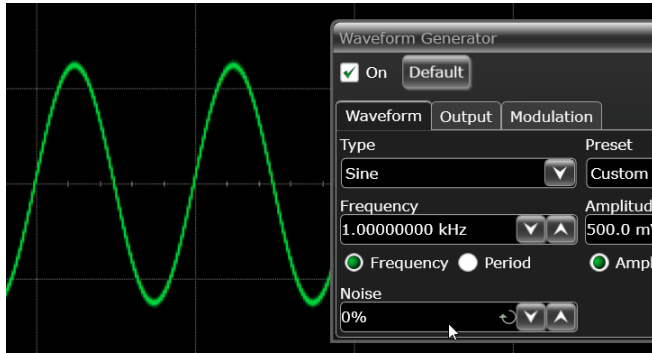 Waveform Generator
On Default
Waveform Output Modulation
Type Preset
Sine Custom
Frequency
1.00000000 kHz 500.0
Frequency Period
Noise
0%